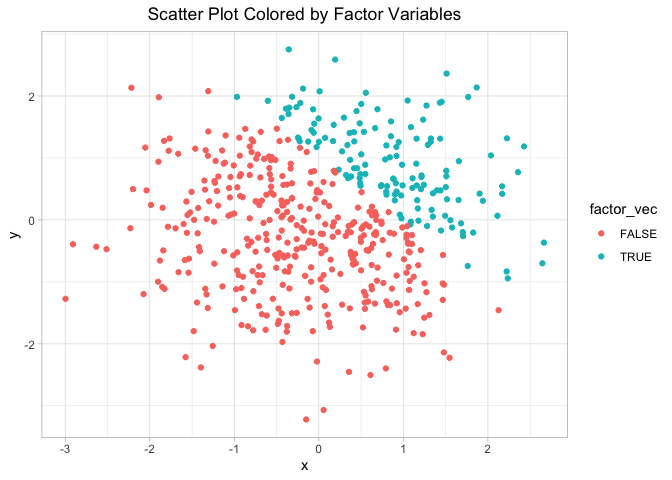 Scatter Plot Colored by Factor Variables
2
0
-2
y
-3
-2
-1
0
1
2
x
factor_vec
FALSE
TRUE